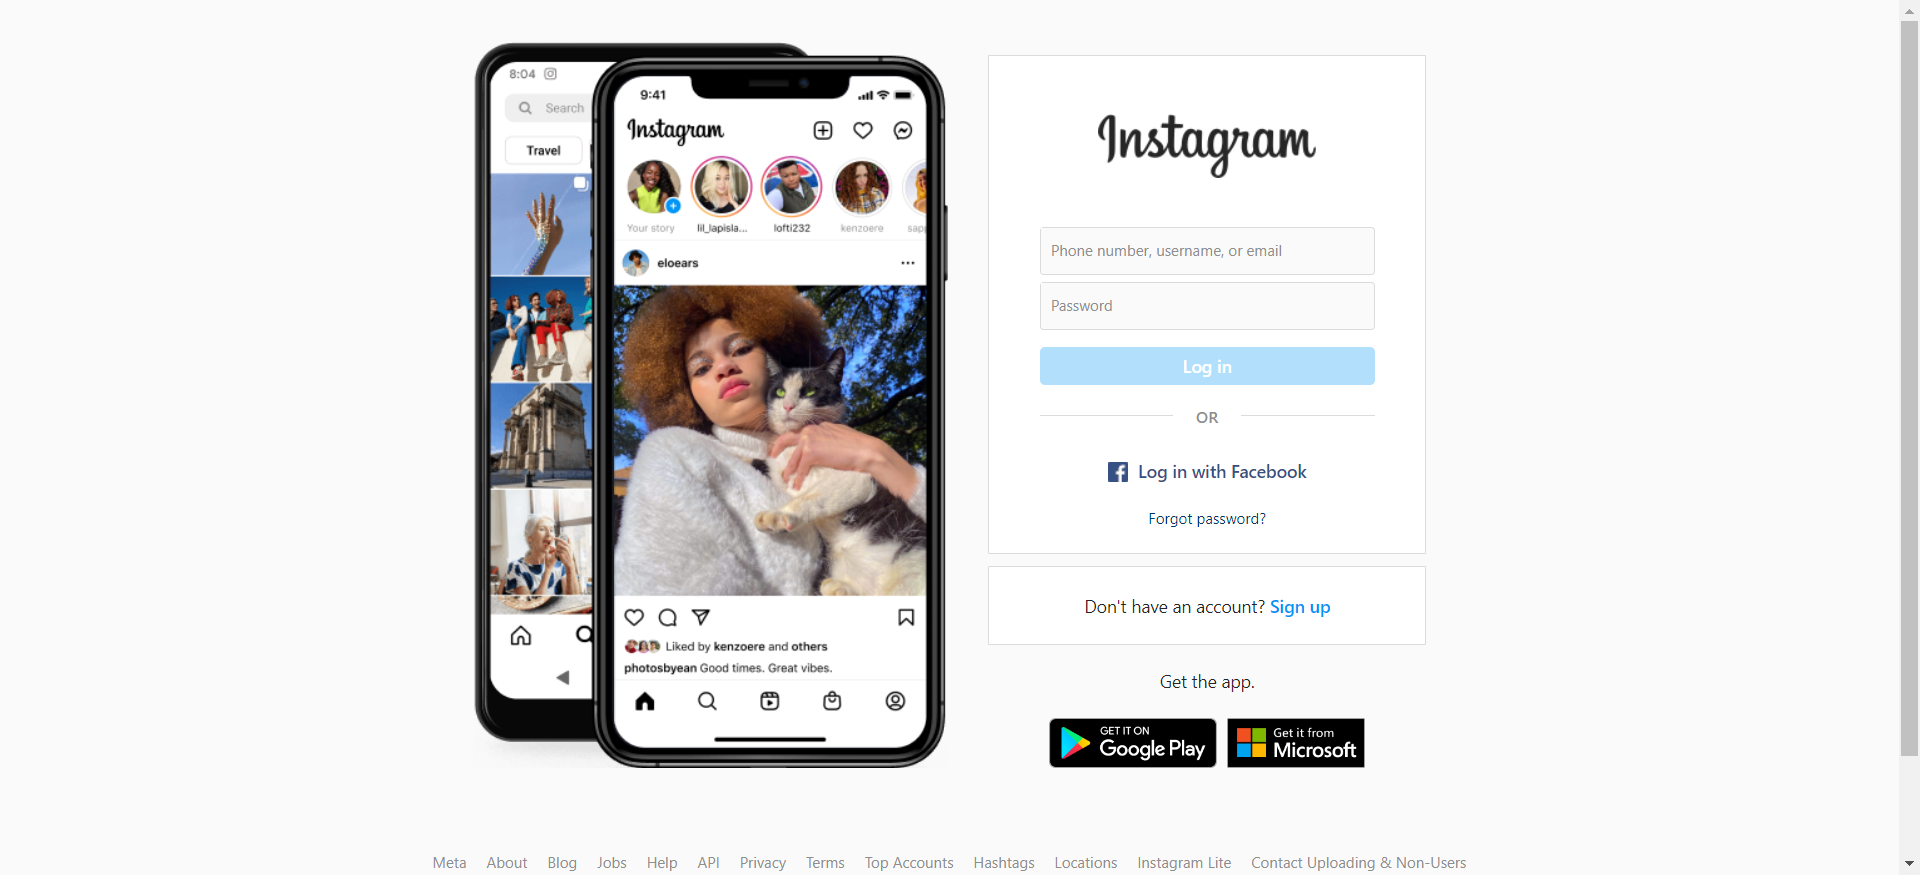 8:04
Search
Travel
9:41
Instagram
Your story lil_lapisla... lofti232 kenzoere sapp
eloears
Liked by kenzoere and others
photosbyean Good times. Great vibes.
Instagram
Phone number, username, or email
Password
Log in
OR
Log in with Facebook
Forgot password?
Don't have an account? Sign up
Get the app.
GET IT ON
Google Play
Get it from
Microsoft
Meta About Blog Jobs Help API Privacy Terms Top Accounts Hashtags Locations Instagram Lite Contact Uploading & Non-Users